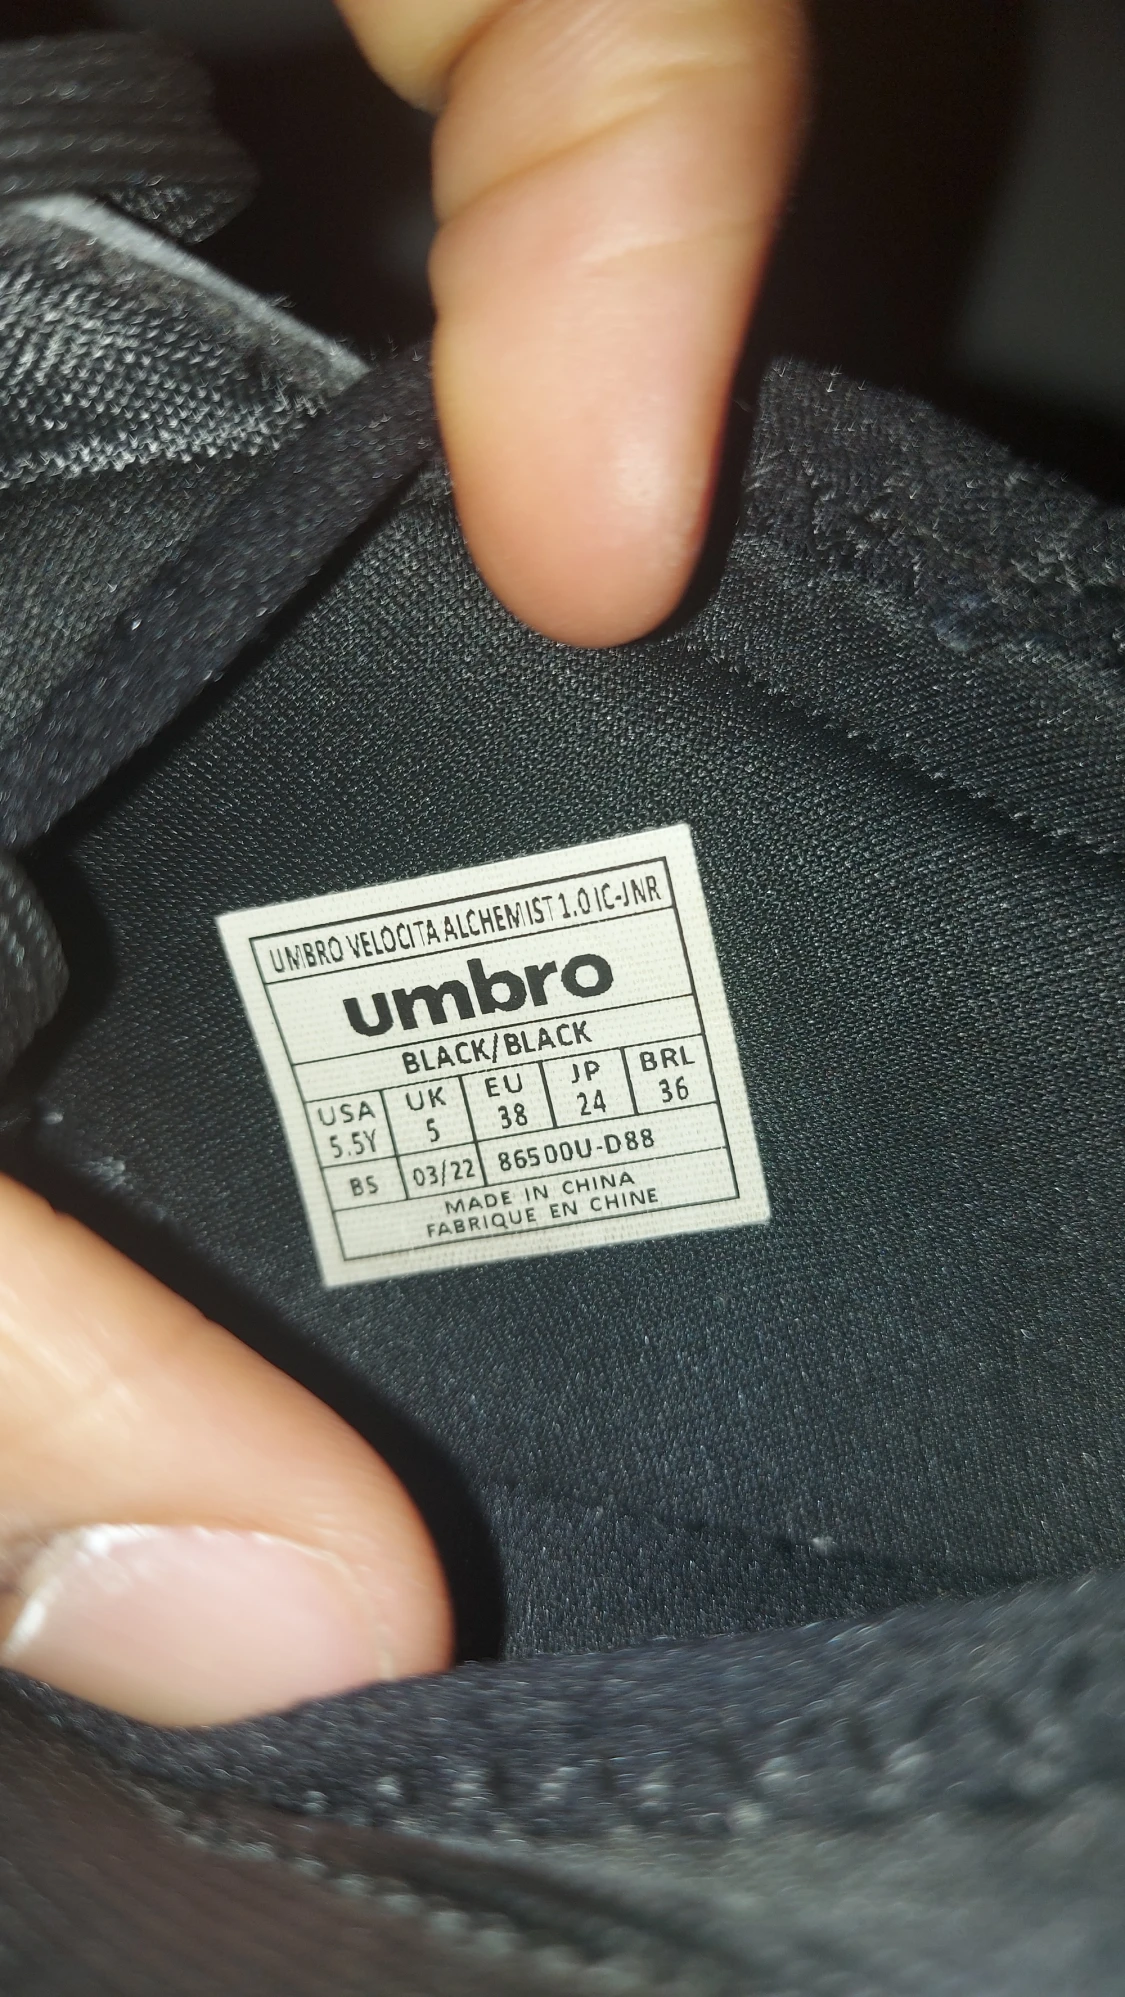 UMBRO VELOCITA ALCHEMIST 1.0 IC-JNR
umbro
BLACK/BLACK
USA UK EU JP BRL
5.5Y 5 38 24 36
BS 03/22 86500U-D88
MADE IN CHINA
FABRIQUE EN CHINE